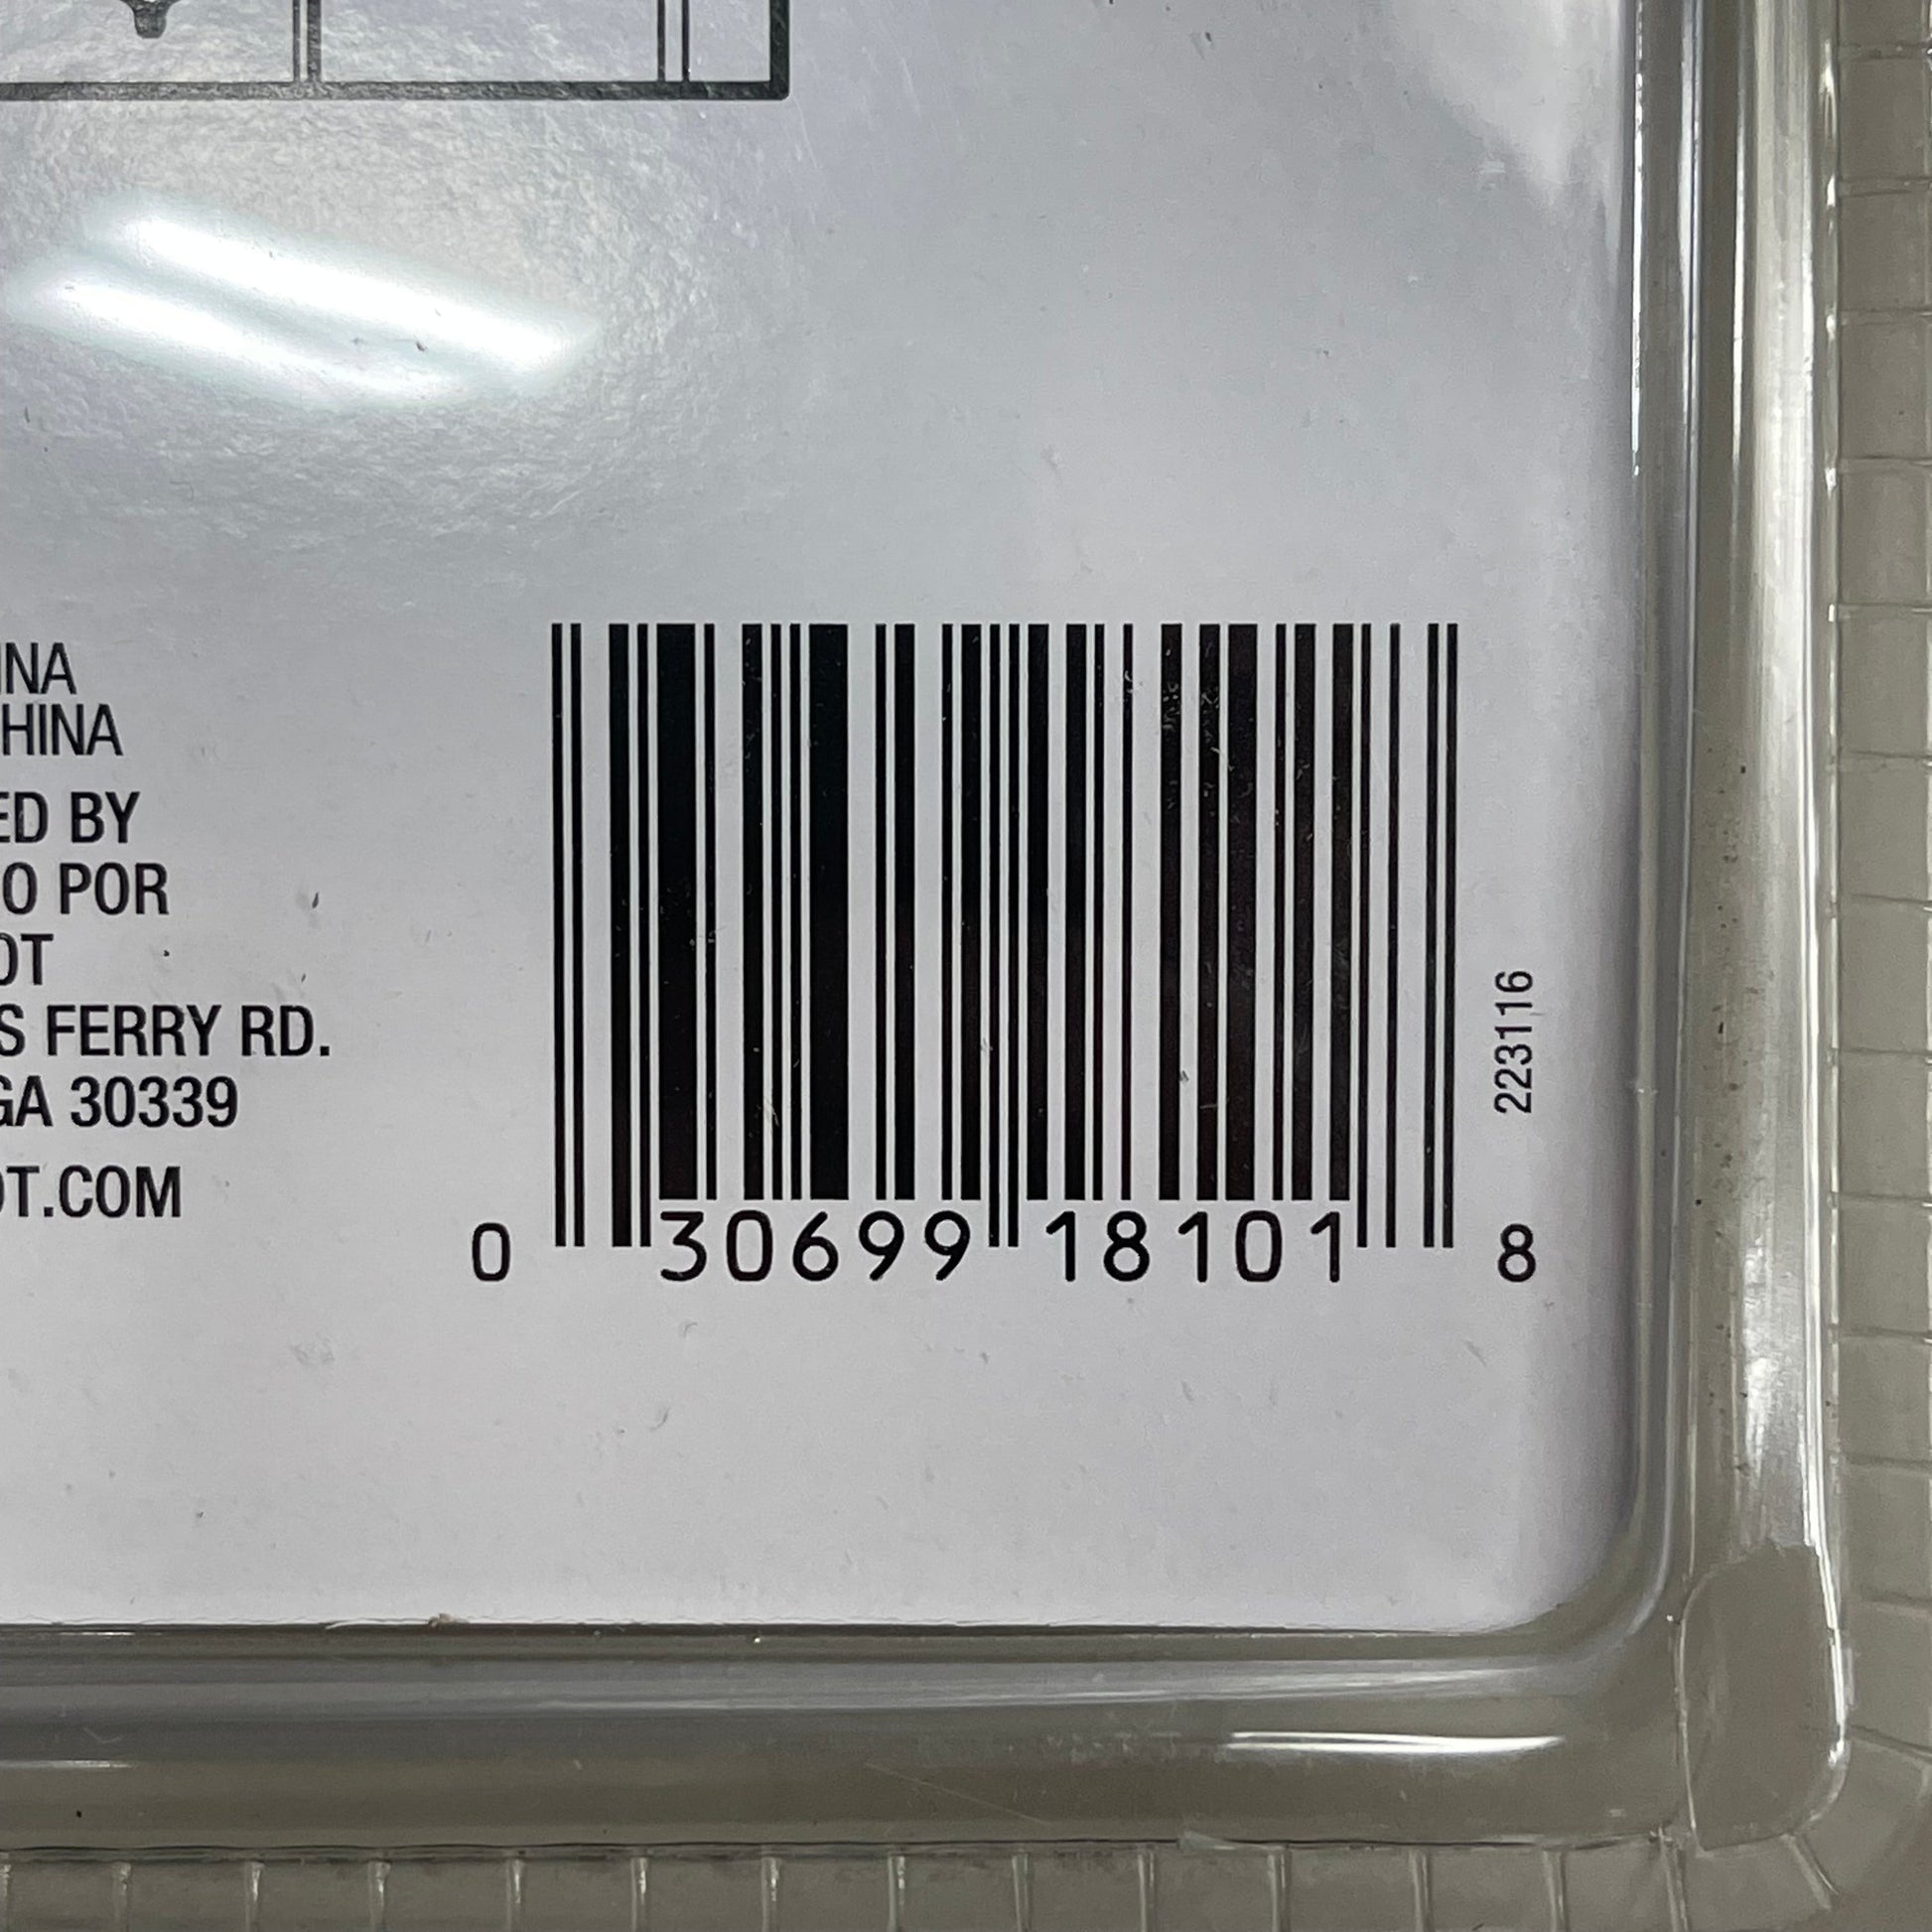 INA
HINA
ED BY
O POR
OT
S FERRY RD.
GA 30339
OT.COM
0 30699 18101 8
223116